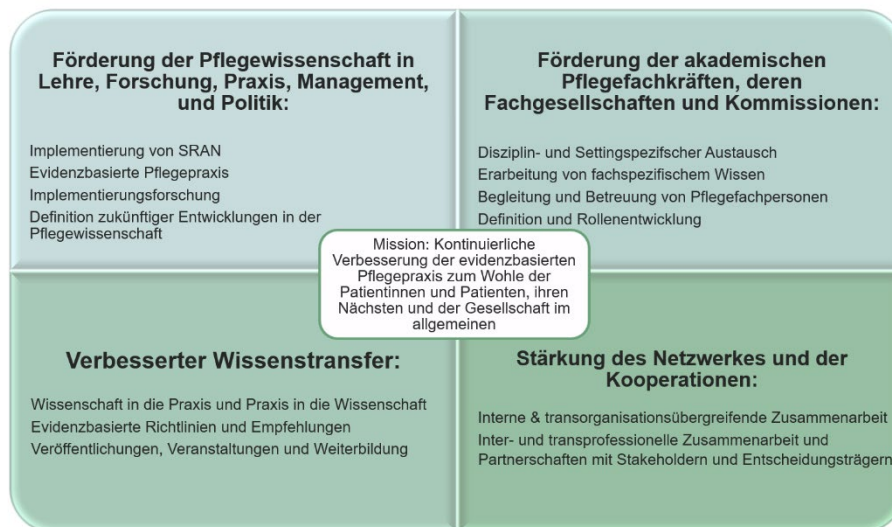 Förderung der Pflegewissenschaft in
Lehre, Forschung, Praxis, Management,
und Politik:
Implementierung von SRAN
Evidenzbasierte Pflegepraxis
Implementierungsforschung
Definition zukünftiger Entwicklungen in der
Pflegewissenschaft
Förderung der akademischen
Pflegefachkräften, deren
Fachgesellschaften und Kommissionen:
Disziplin- und Settingspezifscher Austausch
Erarbeitung von fachspezifischem Wissen
Begleitung und Betreuung von Pflegefachpersonen
Definition und Rollenentwicklung
Mission: Kontinuierliche
Verbesserung der evidenzbasierten
Pflegepraxis zum Wohle der
Patientinnen und Patienten, ihren
Nächsten und der Gesellschaft im
allgemeinen
Verbesserter Wissenstransfer:
Wissenschaft in die Praxis und Praxis in die Wissenschaft
Evidenzbasierte Richtlinien und Empfehlungen
Veröffentlichungen, Veranstaltungen und Weiterbildung
Stärkung des Netzwerkes und der
Kooperationen:
Interne & transorganisationsübergreifende Zusammenarbeit
Inter- und transprofessionelle Zusammenarbeit und
Partnerschaften mit Stakeholdern und Entscheidungsträgern